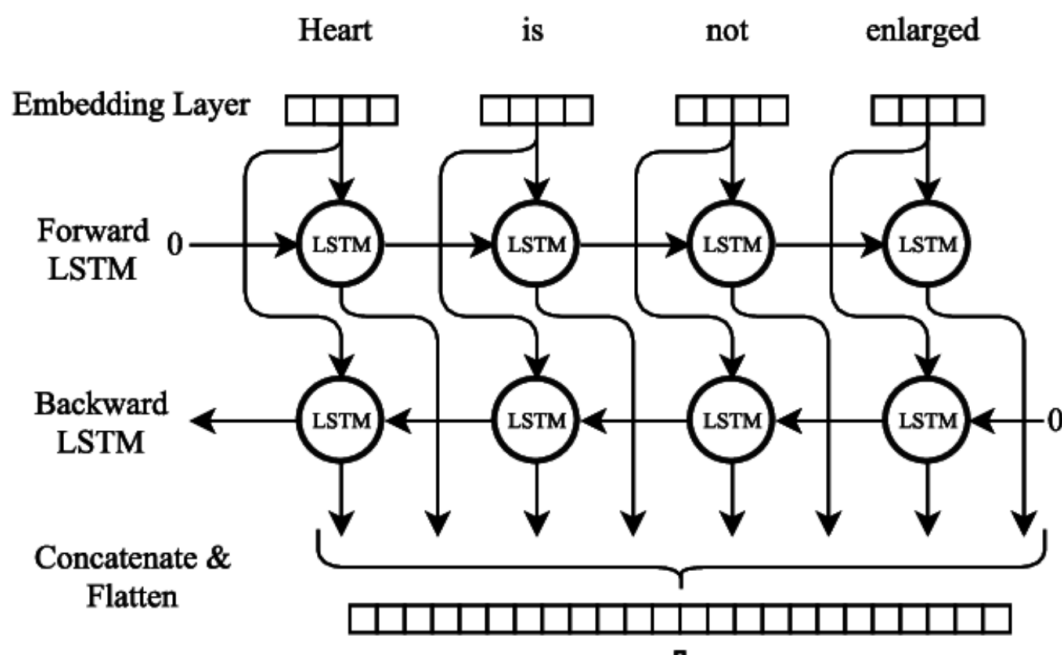 Heart is not enlarged
Embedding Layer
Forward
LSTM
0
LSTM LSTM LSTM LSTM
Backward
LSTM
LSTM LSTM LSTM LSTM
0
Concatenate &
Flatten